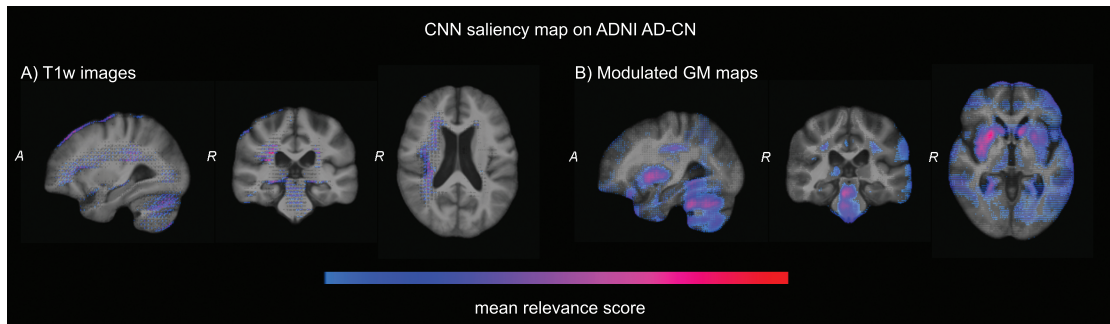 CNN saliency map on ADNI AD-CN
A) T1w images
B) Modulated GM maps
A
R
R
A
R
R
mean relevance score